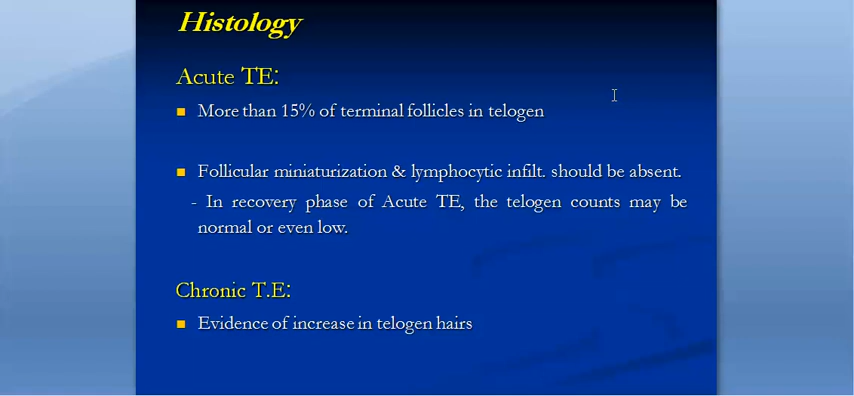 Histology
Acute TE:
■ More than 15% of terminal follicles in telogen
■ Follicular miniaturization & lymphocytic infilt. should be absent.
- In recovery phase of Acute TE, the telogen counts may be
normal or even low.
Chronic T.E:
■ Evidence of increase in telogen hairs